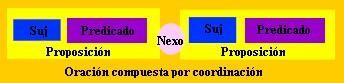 Suj Predicado Nexo Suj Predicado
Proposición Proposición
Oración compuesta por coordinación